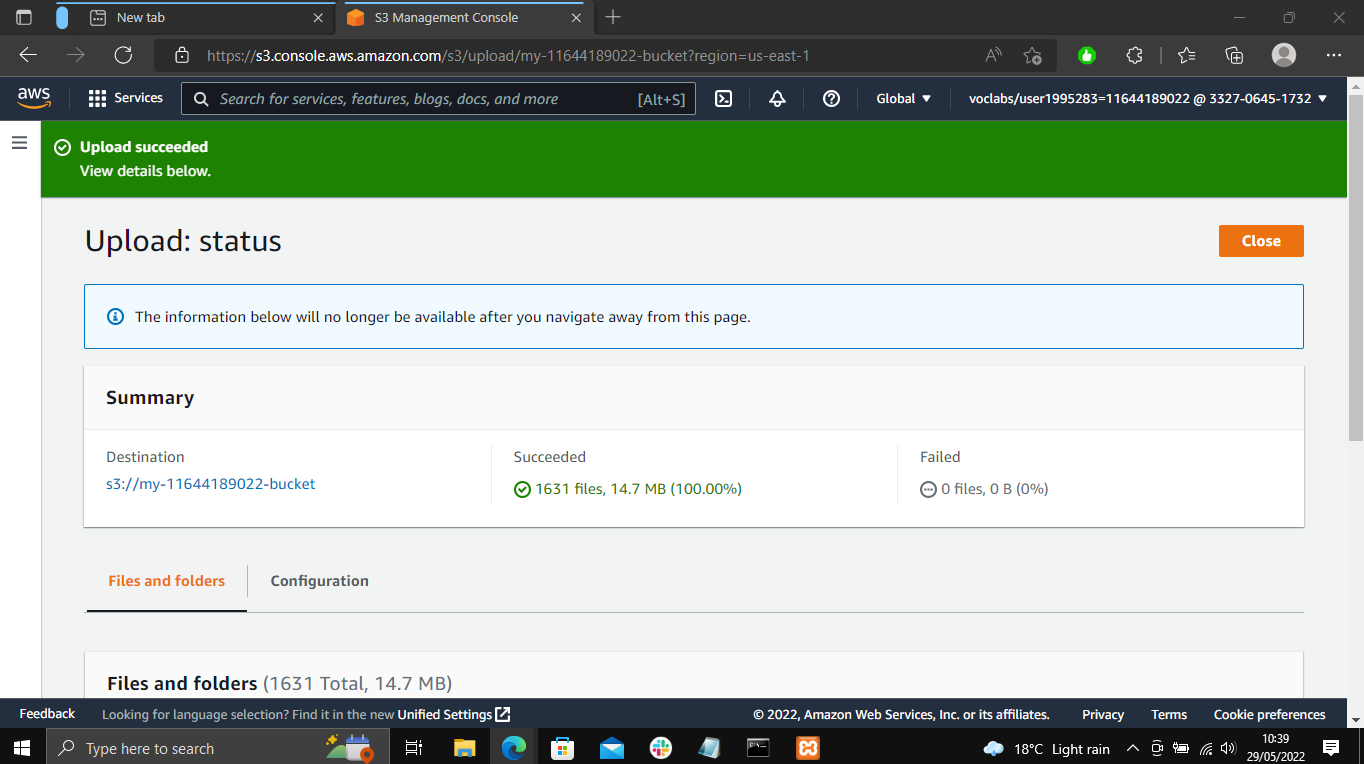 New tab
S3 Management Console
https://s3.console.aws.amazon.com/s3/upload/my-11644189022-bucket?region=us-east-1
aws
Services
Search for services, features, blogs, docs, and more [Alt+S]
Global
voclabs/user1995283=11644189022 @ 3327-0645-1732
Upload succeeded
View details below.
Upload: status
Close
The information below will no longer be available after you navigate away from this page.
Summary
Destination
s3://my-11644189022-bucket
Succeeded
1631 files, 14.7 MB (100.00%)
Failed
0 files, 0 B (0%)
Files and folders
Configuration
Files and folders (1631 Total, 14.7 MB)
Feedback
Looking for language selection? Find it in the new Unified Settings
© 2022, Amazon Web Services, Inc. or its affiliates.
Privacy
Terms
Cookie preferences
Type here to search
18°C Light rain
10:39
29/05/2022